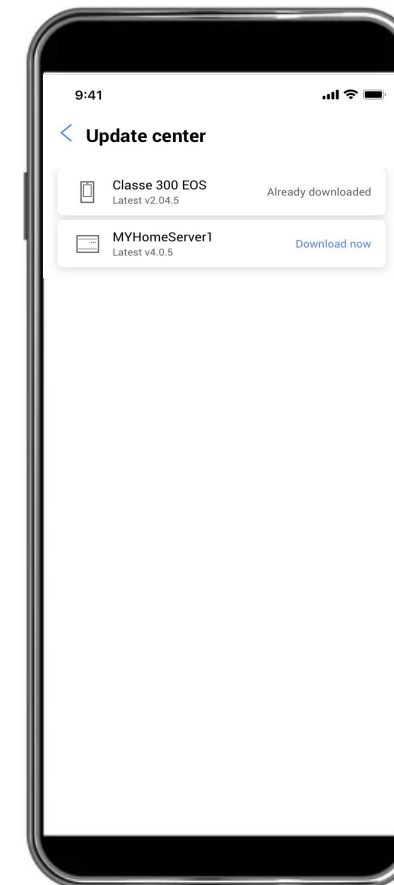 9:41
Update center
Classe 300 EOS
Latest v2.04.5
Already downloaded
MYHomeServer1
Latest v4.0.5
Download now